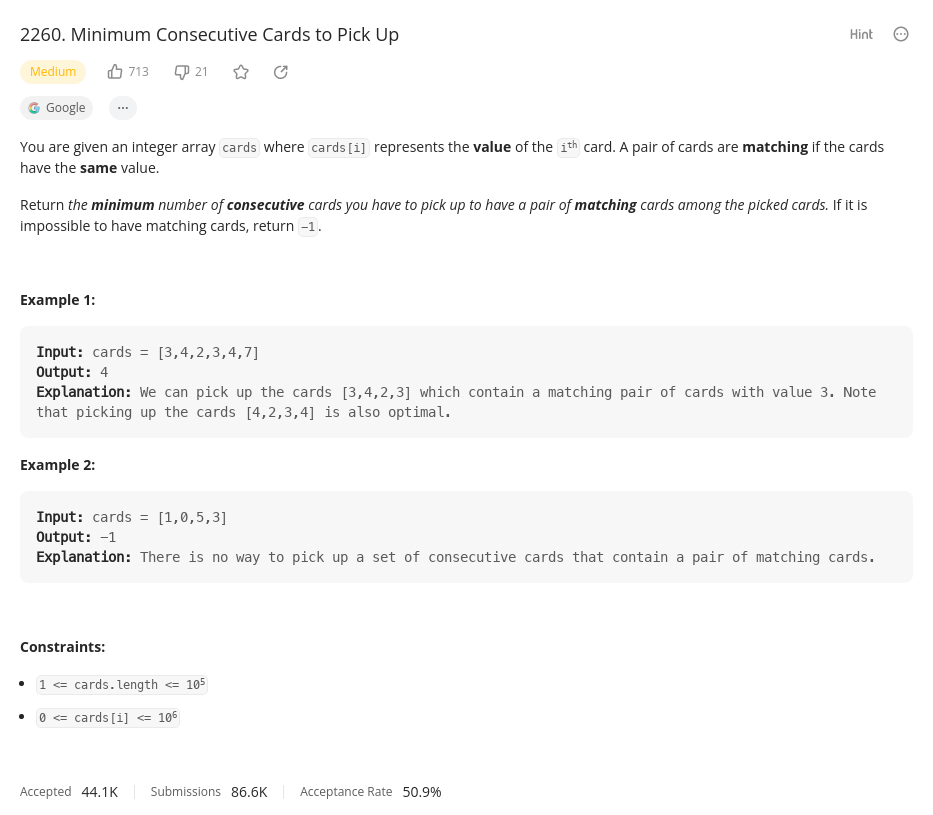 2260. Minimum Consecutive Cards to Pick Up
Hint
Medium 713 21
Google ...
You are given an integer array cards where cards[i] represents the value of the iᵗʰ card. A pair of cards are matching if the cards
have the same value.
Return the minimum number of consecutive cards you have to pick up to have a pair of matching cards among the picked cards. If it is
impossible to have matching cards, return -1.
Example 1:
Input: cards = [3,4,2,3,4,7]
Output: 4
Explanation: We can pick up the cards [3,4,2,3] which contain a matching pair of cards with value 3. Note
that picking up the cards [4,2,3,4] is also optimal.
Example 2:
Input: cards = [1,0,5,3]
Output: -1
Explanation: There is no way to pick up a set of consecutive cards that contain a pair of matching cards.
Constraints:
• 1 <= cards.length <= 10⁵
• 0 <= cards[i] <= 10⁶
Accepted 44.1K Submissions 86.6K Acceptance Rate 50.9%